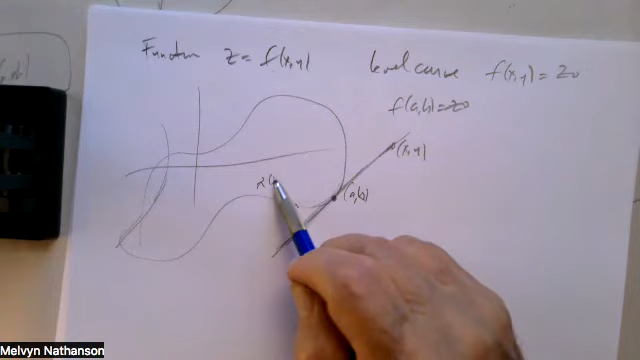 Function z = f(x,y)
level curve f(x,y) = z0
f(a,b) = z0
(x,y)
(a,b)
Melvyn Nathanson